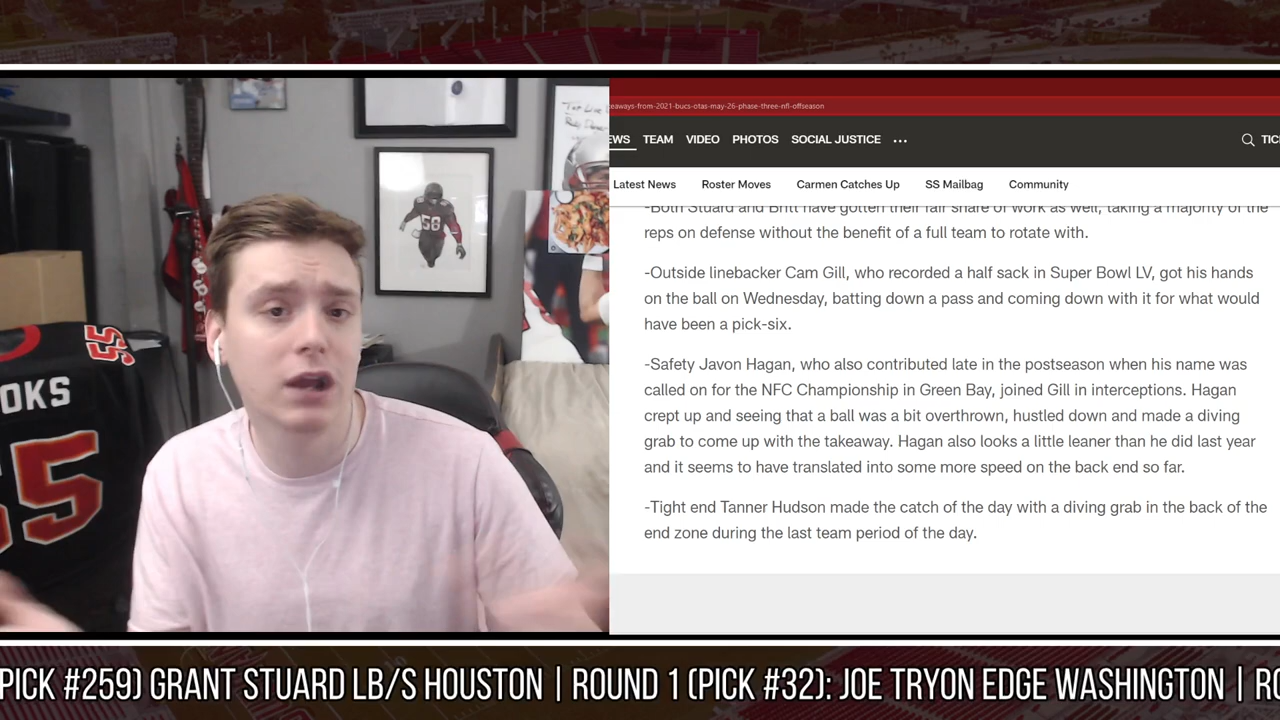 eaways-from-2021-bucs-otas-may-26-phase-three-nfl-offseason
EWS TEAM VIDEO PHOTOS SOCIAL JUSTICE ... TIC
Latest News Roster Moves Carmen Catches Up SS Mailbag Community
-Both Stuard and Britt have gotten their fair share of work as well, taking a majority of the
reps on defense without the benefit of a full team to rotate with.
-Outside linebacker Cam Gill, who recorded a half sack in Super Bowl LV, got his hands
on the ball on Wednesday, batting down a pass and coming down with it for what would
have been a pick-six.
-Safety Javon Hagan, who also contributed late in the postseason when his name was
called on for the NFC Championship in Green Bay, joined Gill in interceptions. Hagan
crept up and seeing that a ball was a bit overthrown, hustled down and made a diving
grab to come up with the takeaway. Hagan also looks a little leaner than he did last year
and it seems to have translated into some more speed on the back end so far.
-Tight end Tanner Hudson made the catch of the day with a diving grab in the back of the
end zone during the last team period of the day.
58
55
OKS
55
PICK #259) GRANT STUARD LB/S HOUSTON | ROUND 1 (PICK #32): JOE TRYON EDGE WASHINGTON | RO